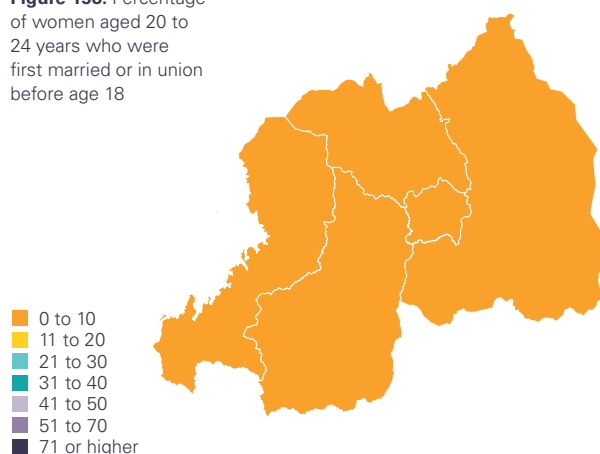 Percentage
of women aged 20 to
24 years who were
first married or in union
before age 18
0 to 10
11 to 20
21 to 30
31 to 40
41 to 50
51 to 70
71 or higher